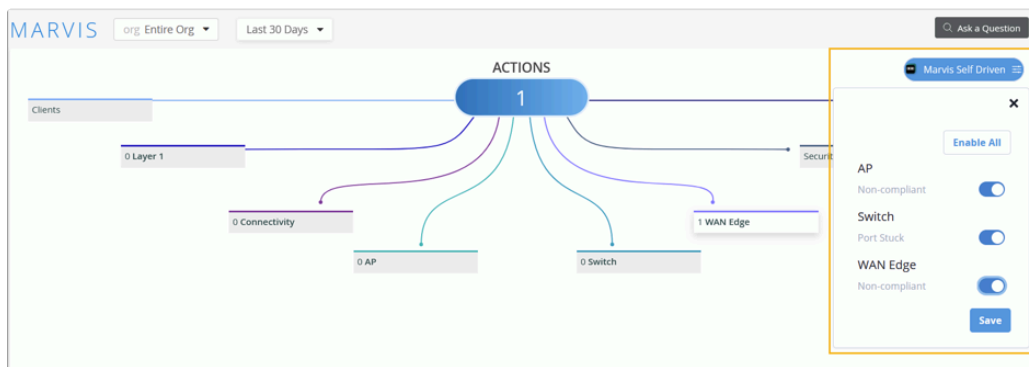 MARVIS
org Entire Org
Last 30 Days
Ask a Question
ACTIONS
1
Marvis Self Driven
Clients
0 Layer 1
Securit
0 Connectivity
1 WAN Edge
0 AP
0 Switch
Enable All
AP
Non-compliant
Switch
Port Stuck
WAN Edge
Non-compliant
Save